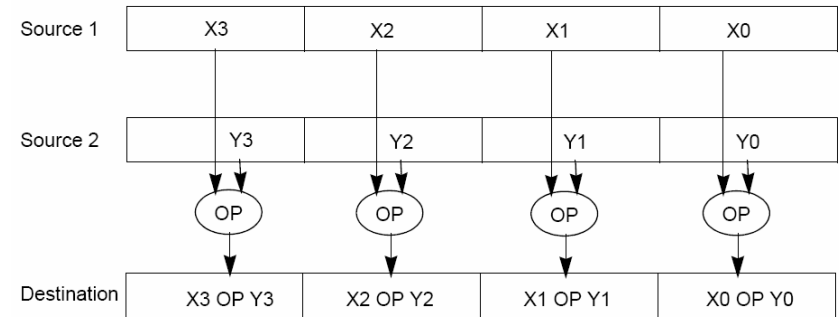 Source 1 X3 X2 X1 X0
Source 2 Y3 Y2 Y1 Y0
OP OP OP OP
Destination X3 OP Y3 X2 OP Y2 X1 OP Y1 X0 OP Y0